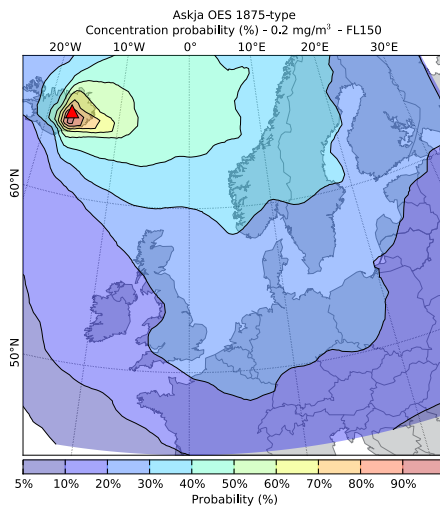 Askja OES 1875-type
Concentration probability (%) - 0.2 mg/m³ - FL150
20°W 10°W 0° 10°E 20°E 30°E
60°N
50°N
5% 10% 20% 30% 40% 50% 60% 70% 80% 90%
Probability (%)